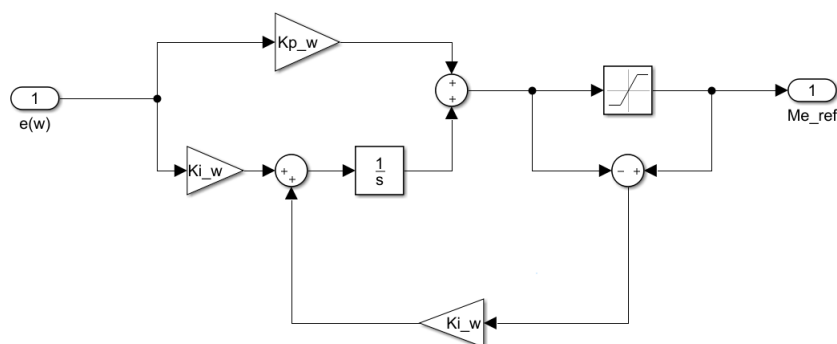 Kp_w
1
e(w)
+
+
1
Me_ref
Ki_w
+
+
1
s
-
+
Ki_w